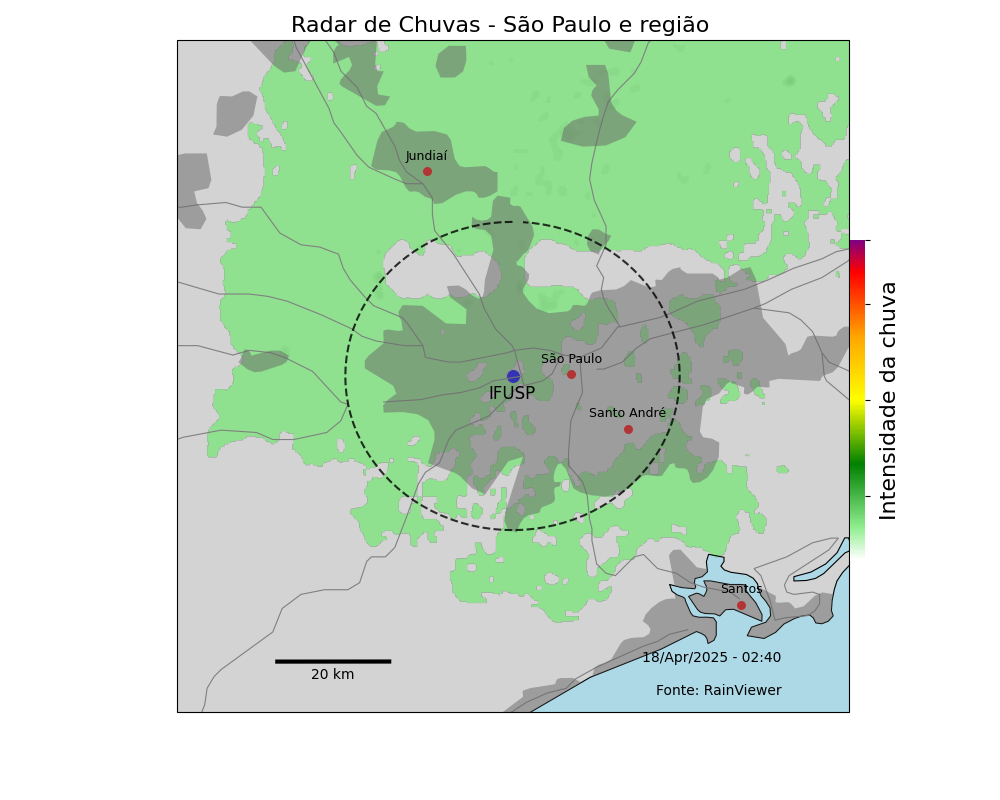 Radar de Chuvas - São Paulo e região
Jundiaí
São Paulo
IFUSP
Santo André
Intensidade da chuva
Santos
18/Apr/2025 - 02:40
20 km
Fonte: RainViewer